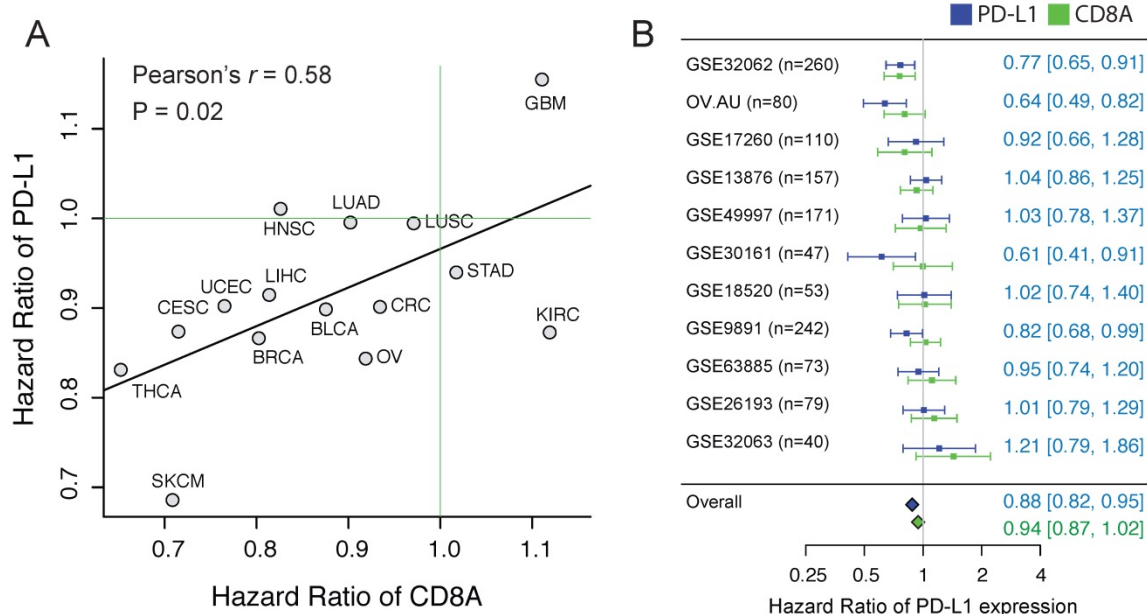 A
Pearson's r = 0.58
P = 0.02
GBM
HNSC
LUAD
LUSC
STAD
UCEC
LIHC
CESC
BLCA
CRC
KIRC
BRCA
OV
THCA
SKCM
Hazard Ratio of PD-L1
0.7
0.8
0.9
1.0
1.1
0.7 0.8 0.9 1.0 1.1
Hazard Ratio of CD8A
PD-L1 CD8A
B
GSE32062 (n=260) 0.77 [0.65, 0.91]
OV.AU (n=80) 0.64 [0.49, 0.82]
GSE17260 (n=110) 0.92 [0.66, 1.28]
GSE13876 (n=157) 1.04 [0.86, 1.25]
GSE49997 (n=171) 1.03 [0.78, 1.37]
GSE30161 (n=47) 0.61 [0.41, 0.91]
GSE18520 (n=53) 1.02 [0.74, 1.40]
GSE9891 (n=242) 0.82 [0.68, 0.99]
GSE63885 (n=73) 0.95 [0.74, 1.20]
GSE26193 (n=79) 1.01 [0.79, 1.29]
GSE32063 (n=40) 1.21 [0.79, 1.86]
Overall 0.88 [0.82, 0.95]
0.94 [0.87, 1.02]
0.25 0.5 1 2 4
Hazard Ratio of PD-L1 expression